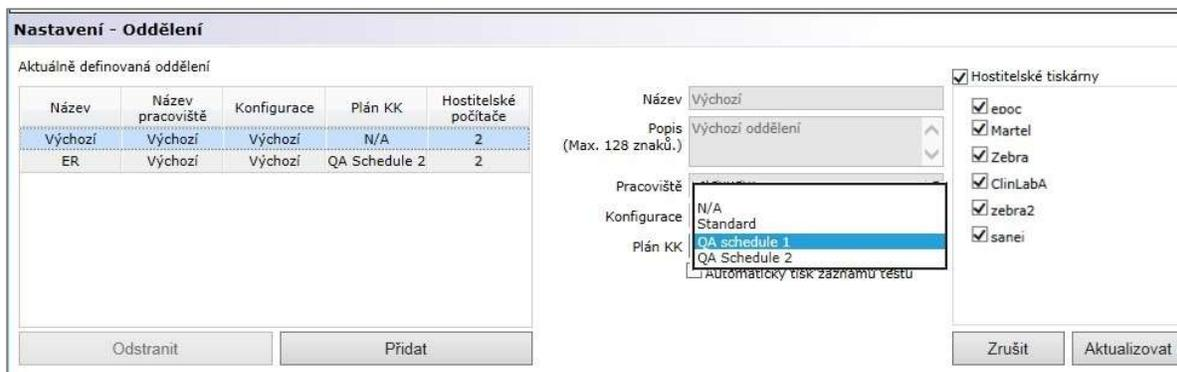 Nastavení - Oddělení
Aktuálně definovaná oddělení
Název
Název pracoviště
Konfigurace
Plán KK
Hostitelské počítače
Výchozí Výchozí Výchozí N/A 2
ER Výchozí Výchozí QA Schedule 2 2
Odstranit
Přidat
Název Výchozí
Popis Výchozí oddělení
(Max. 128 znaků.)
Pracoviště
Konfigurace
Plán KK
N/A
Standard
QA schedule 1
QA Schedule 2
Automatický tisk záznamu testu
Hostitelské tiskárny
epoc
Martel
Zebra
ClinLabA
zebra2
sanei
Zrušit
Aktualizovat